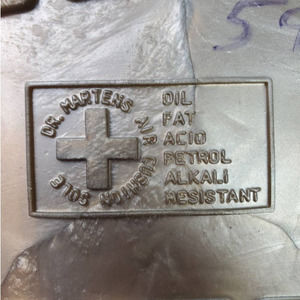 DR. MARTENS AIR CUSHION SOLE
OIL
FAT
ACID
PETROL
ALKALI
RESISTANT